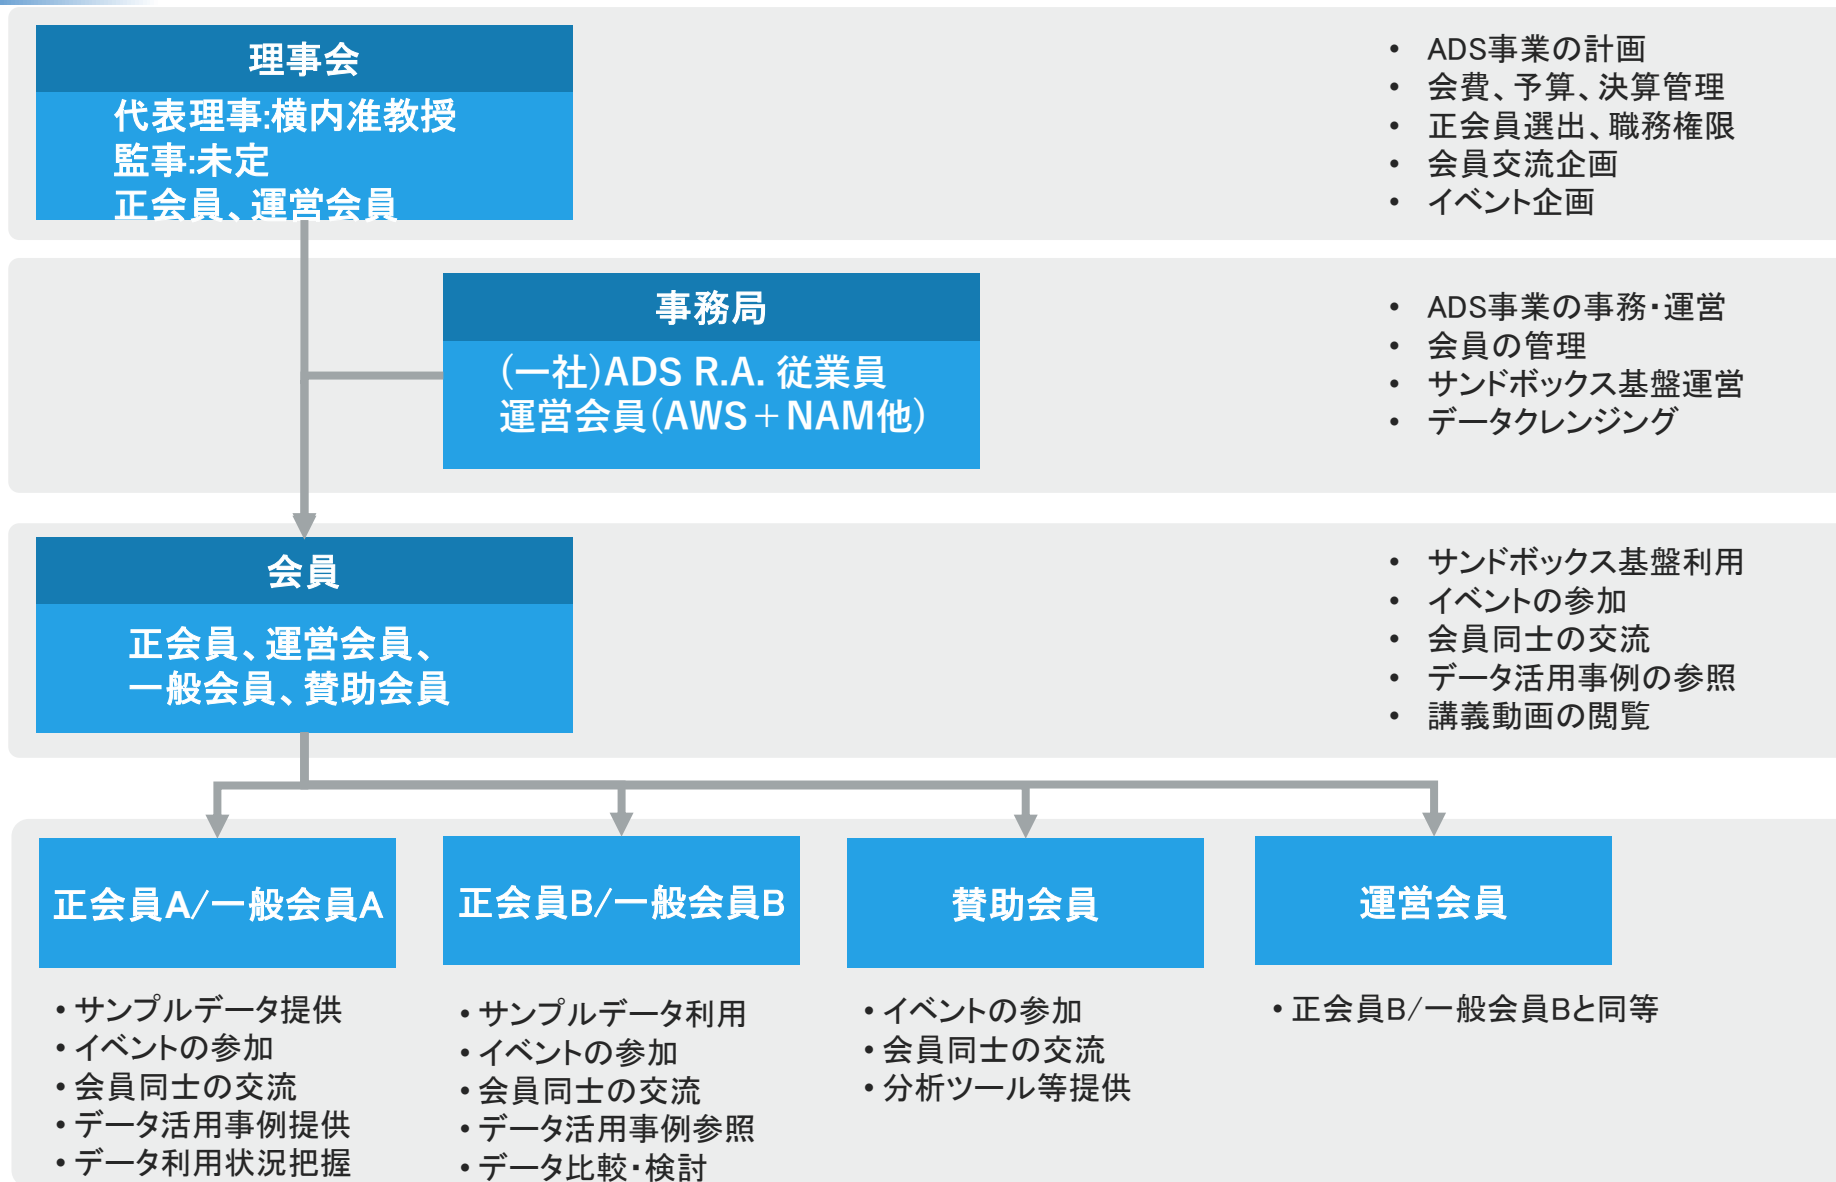 理事会
代表理事:横内准教授
監事:未定
正会員、運営会員
• ADS事業の計画
• 会費、予算、決算管理
• 正会員選出、職務権限
• 会員交流企画
• イベント企画
事務局
(一社)ADS R.A. 従業員
運営会員(AWS＋NAM他)
• ADS事業の事務・運営
• 会員の管理
• サンドボックス基盤運営
• データクレンジング
会員
正会員、運営会員、
一般会員、賛助会員
• サンドボックス基盤利用
• イベントの参加
• 会員同士の交流
• データ活用事例の参照
• 講義動画の閲覧
正会員A/一般会員A
• サンプルデータ提供
• イベントの参加
• 会員同士の交流
• データ活用事例提供
• データ利用状況把握
正会員B/一般会員B
• サンプルデータ利用
• イベントの参加
• 会員同士の交流
• データ活用事例参照
• データ比較・検討
賛助会員
• イベントの参加
• 会員同士の交流
• 分析ツール等提供
運営会員
• 正会員B/一般会員Bと同等